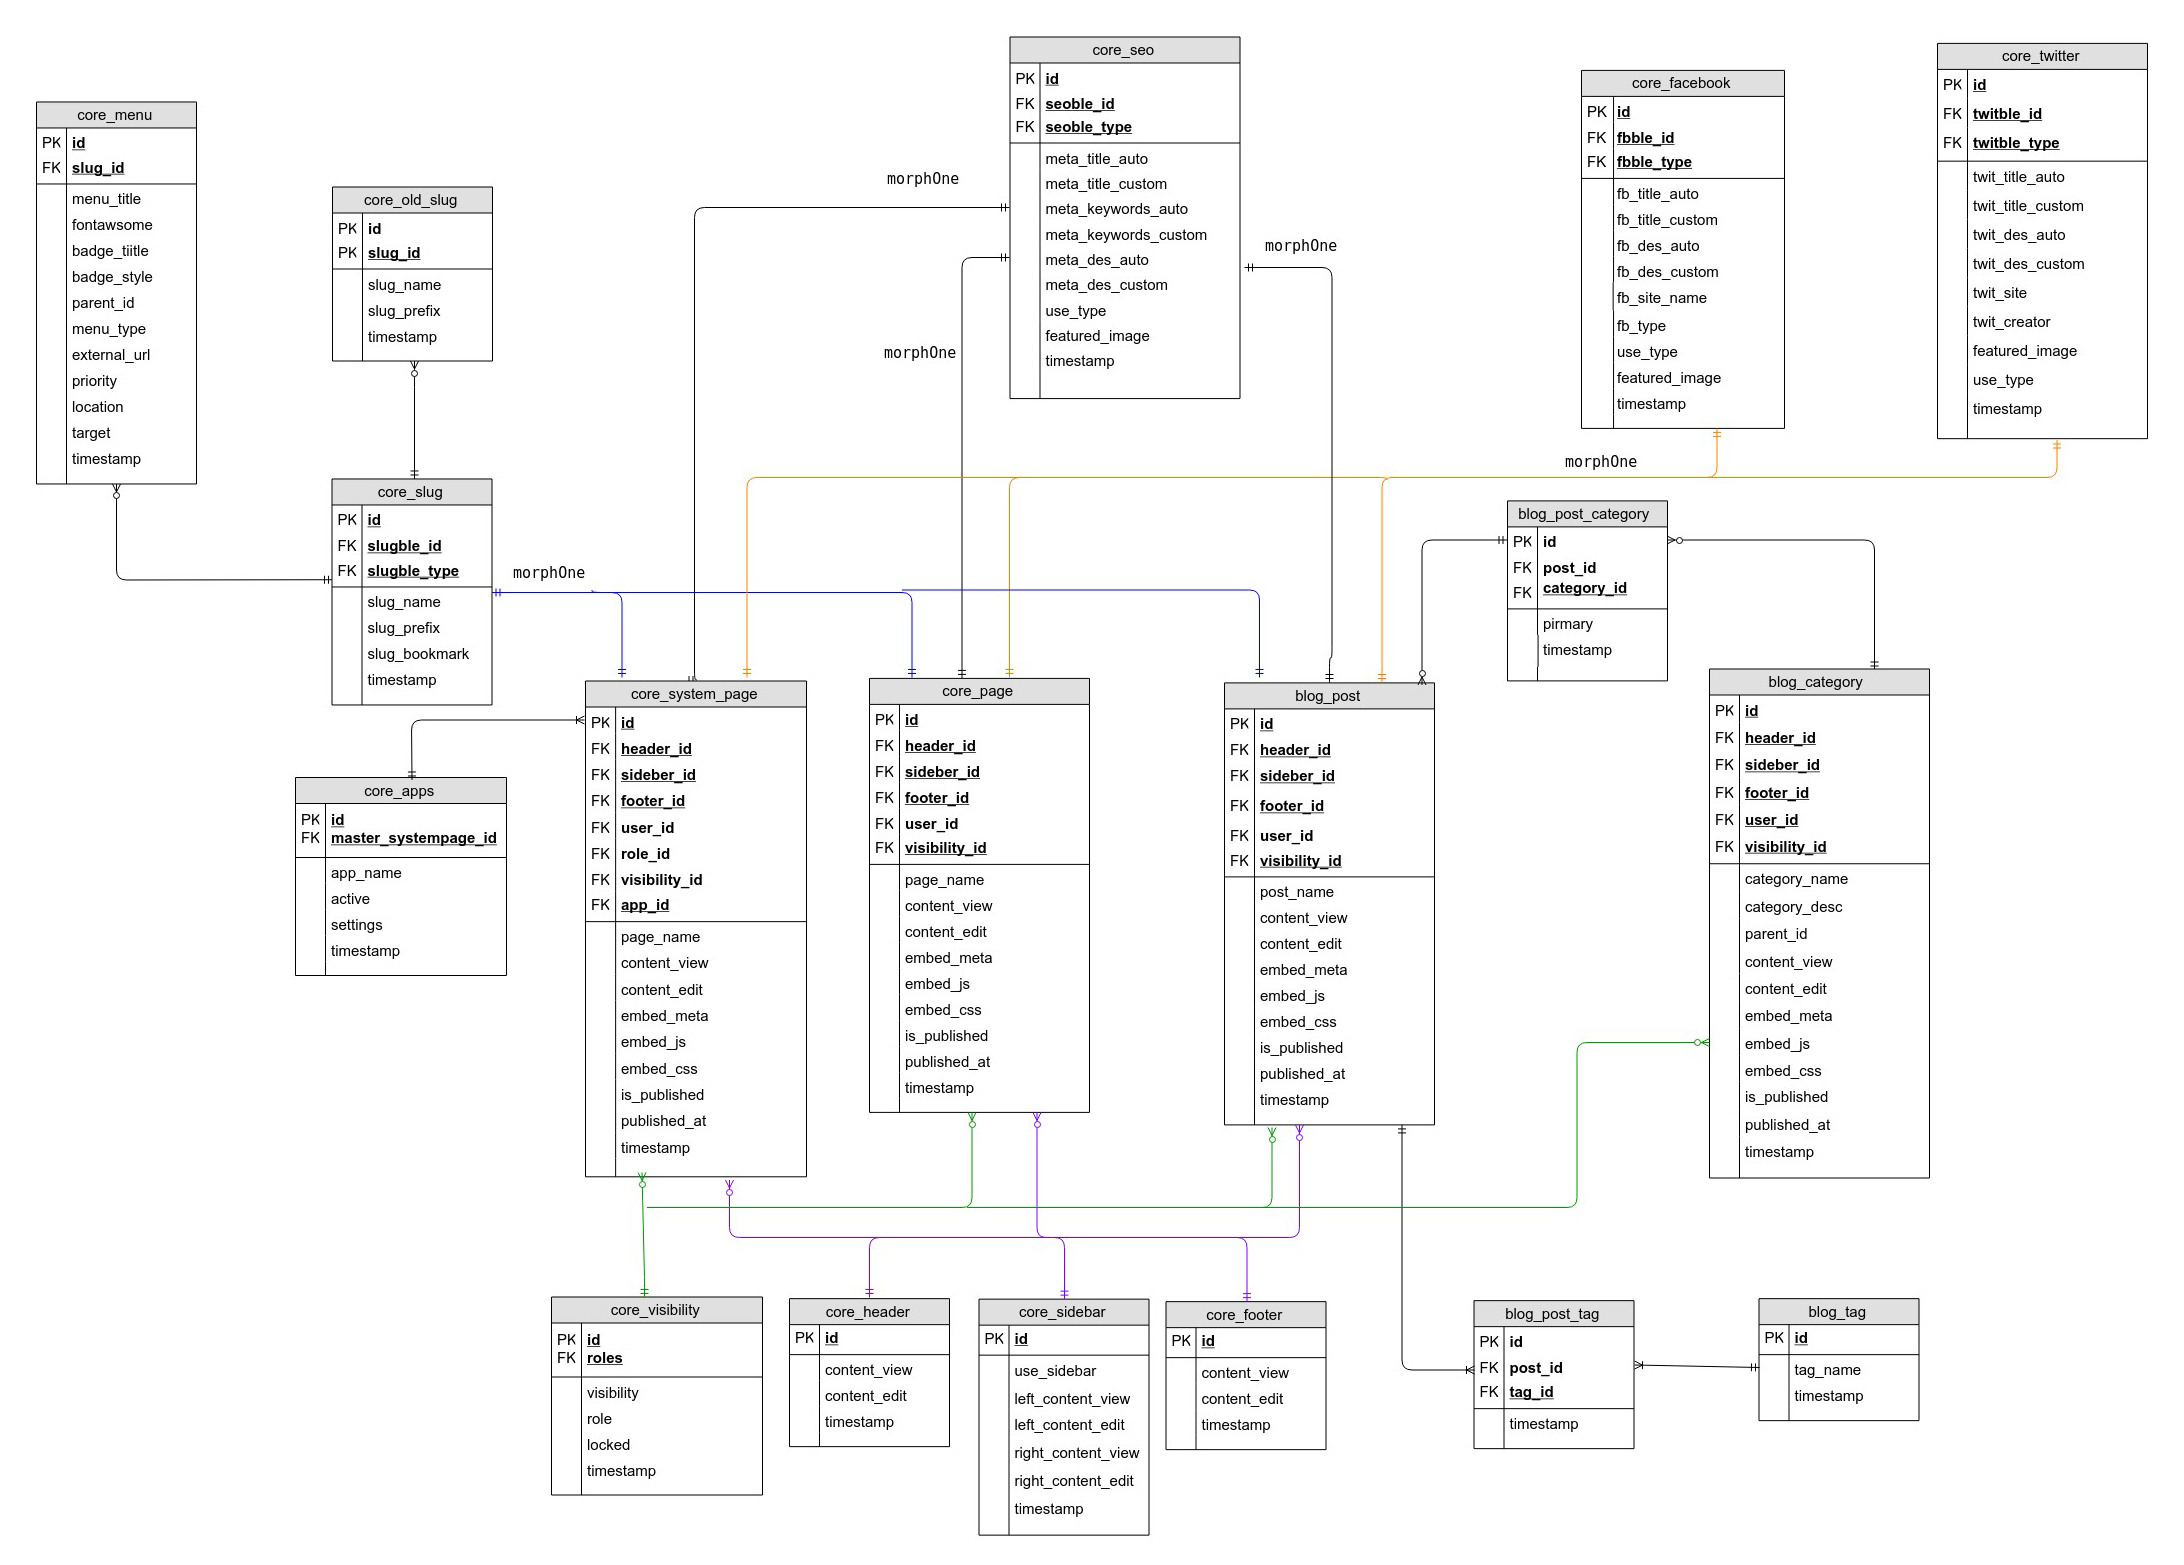 core_menu
PK id
FK slug_id
menu_title
fontawsome
badge_tiitle
badge_style
parent_id
menu_type
external_url
priority
location
target
timestamp
core_old_slug
PK id
PK slug_id
slug_name
slug_prefix
timestamp
core_seo
PK id
FK seoble_id
FK seoble_type
meta_title_auto
meta_title_custom
meta_keywords_auto
meta_keywords_custom
meta_des_auto
meta_des_custom
use_type
featured_image
timestamp
core_facebook
PK id
FK fbble_id
FK fbble_type
fb_title_auto
fb_title_custom
fb_des_auto
fb_des_custom
fb_site_name
fb_type
use_type
featured_image
timestamp
core_twitter
PK id
FK twitble_id
FK twitble_type
twit_title_auto
twit_title_custom
twit_des_auto
twit_des_custom
twit_site
twit_creator
featured_image
use_type
timestamp
morphOne
morphOne
morphOne
morphOne
morphOne
core_slug
PK id
FK slugble_id
FK slugble_type
slug_name
slug_prefix
slug_bookmark
timestamp
blog_post_category
PK id
FK post_id
FK category_id
pirmary
timestamp
core_apps
PK id
FK master_systempage_id
app_name
active
settings
timestamp
core_system_page
PK id
FK header_id
FK sideber_id
FK footer_id
FK user_id
FK role_id
FK visibility_id
FK app_id
page_name
content_view
content_edit
embed_meta
embed_js
embed_css
is_published
published_at
timestamp
core_page
PK id
FK header_id
FK sideber_id
FK footer_id
FK user_id
FK visibility_id
page_name
content_view
content_edit
embed_meta
embed_js
embed_css
is_published
published_at
timestamp
blog_post
PK id
FK header_id
FK sideber_id
FK footer_id
FK user_id
FK visibility_id
post_name
content_view
content_edit
embed_meta
embed_js
embed_css
is_published
published_at
timestamp
blog_category
PK id
FK header_id
FK sideber_id
FK footer_id
FK user_id
FK visibility_id
category_name
category_desc
parent_id
content_view
content_edit
embed_meta
embed_js
embed_css
is_published
published_at
timestamp
core_visibility
PK id
FK roles
visibility
role
locked
timestamp
core_header
PK id
content_view
content_edit
timestamp
core_sidebar
PK id
use_sidebar
left_content_view
left_content_edit
right_content_view
right_content_edit
timestamp
core_footer
PK id
content_view
content_edit
timestamp
blog_post_tag
PK id
FK post_id
FK tag_id
timestamp
blog_tag
PK id
tag_name
timestamp